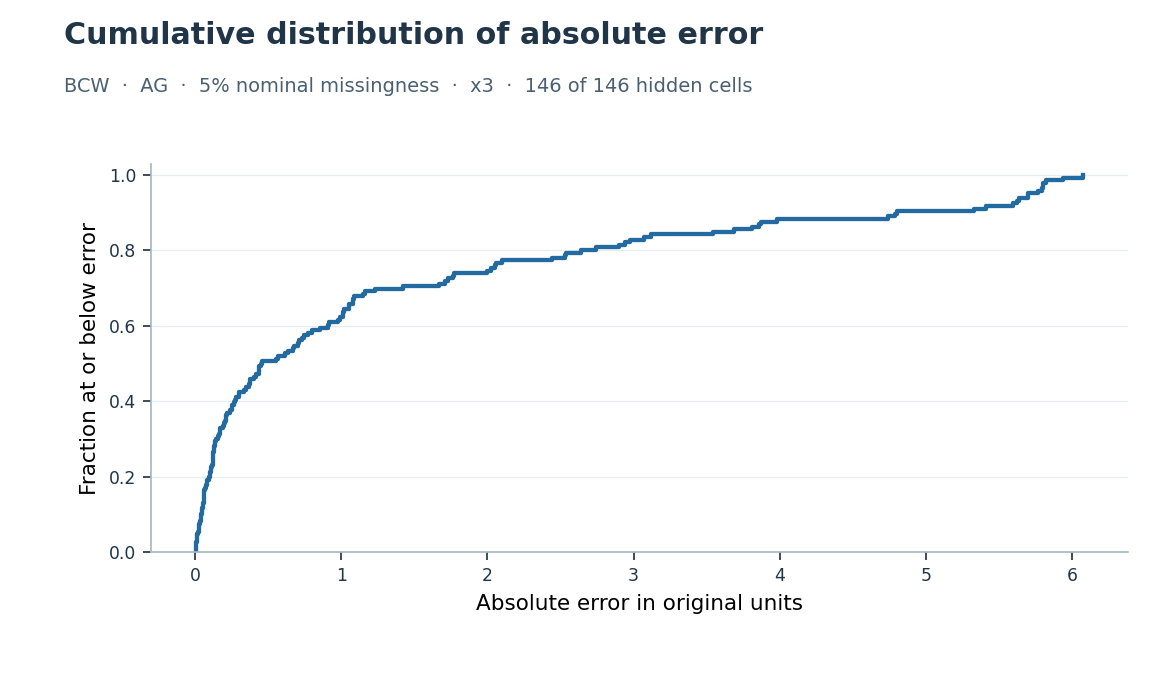 Cumulative distribution of absolute error
BCW · AG · 5% nominal missingness · x3 · 146 of 146 hidden cells
Fraction at or below error
1.0
0.8
0.6
0.4
0.2
0.0
0 1 2 3 4 5 6
Absolute error in original units